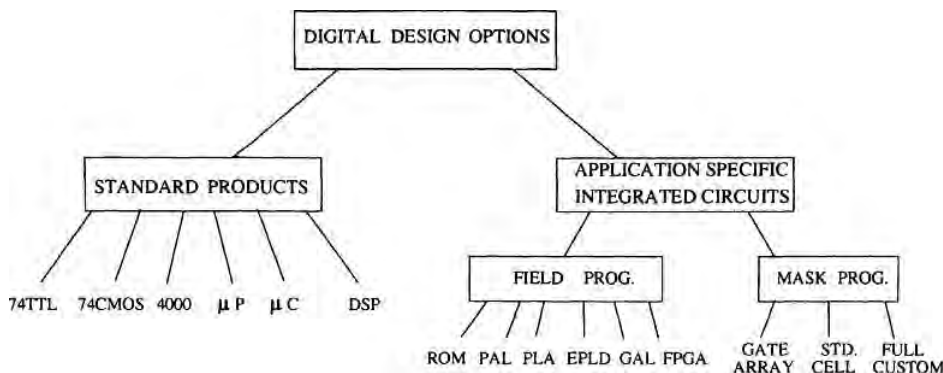 DIGITAL DESIGN OPTIONS
STANDARD PRODUCTS
APPLICATION SPECIFIC
INTEGRATED CIRCUITS
FIELD PROG.
MASK PROG.
74TTL 74CMOS 4000 μP μC DSP
ROM PAL PLA EPLD GAL FPGA
GATE ARRAY
STD. CELL
FULL CUSTOM